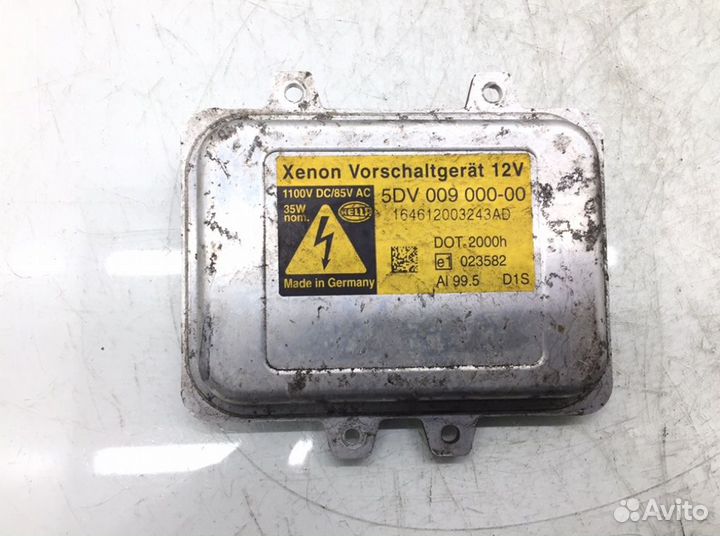 Xenon Vorschaltgerät 12V
1100V DC/85V AC
35W
nom.
HELLA
Made in Germany
5DV 009 000-00
164612003243AD
DOT. 2000h
e1 023582
Al 99.5 D1S
Avito